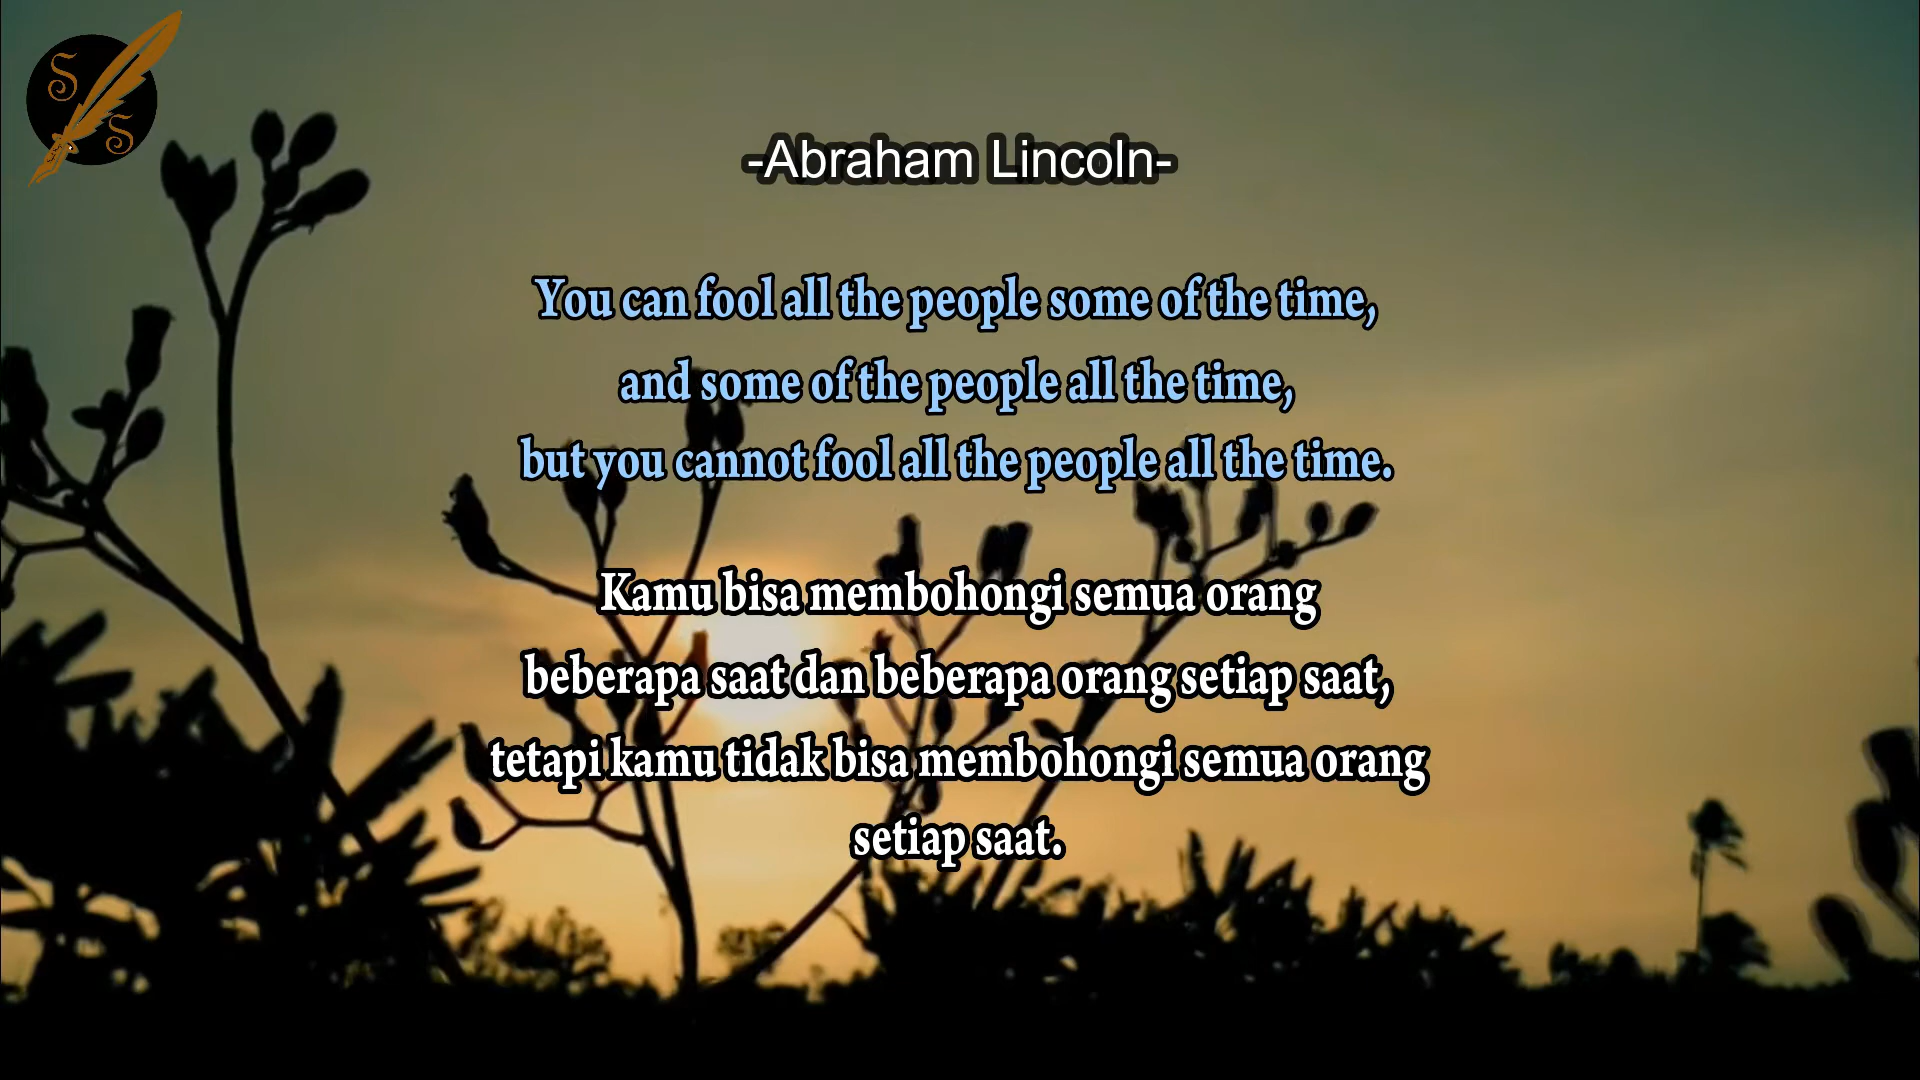 S
S
-Abraham Lincoln-
You can fool all the people some of the time,
and some of the people all the time,
but you cannot fool all the people all the time.
Kamu bisa membohongi semua orang
beberapa saat dan beberapa orang setiap saat,
tetapi kamu tidak bisa membohongi semua orang
setiap saat.